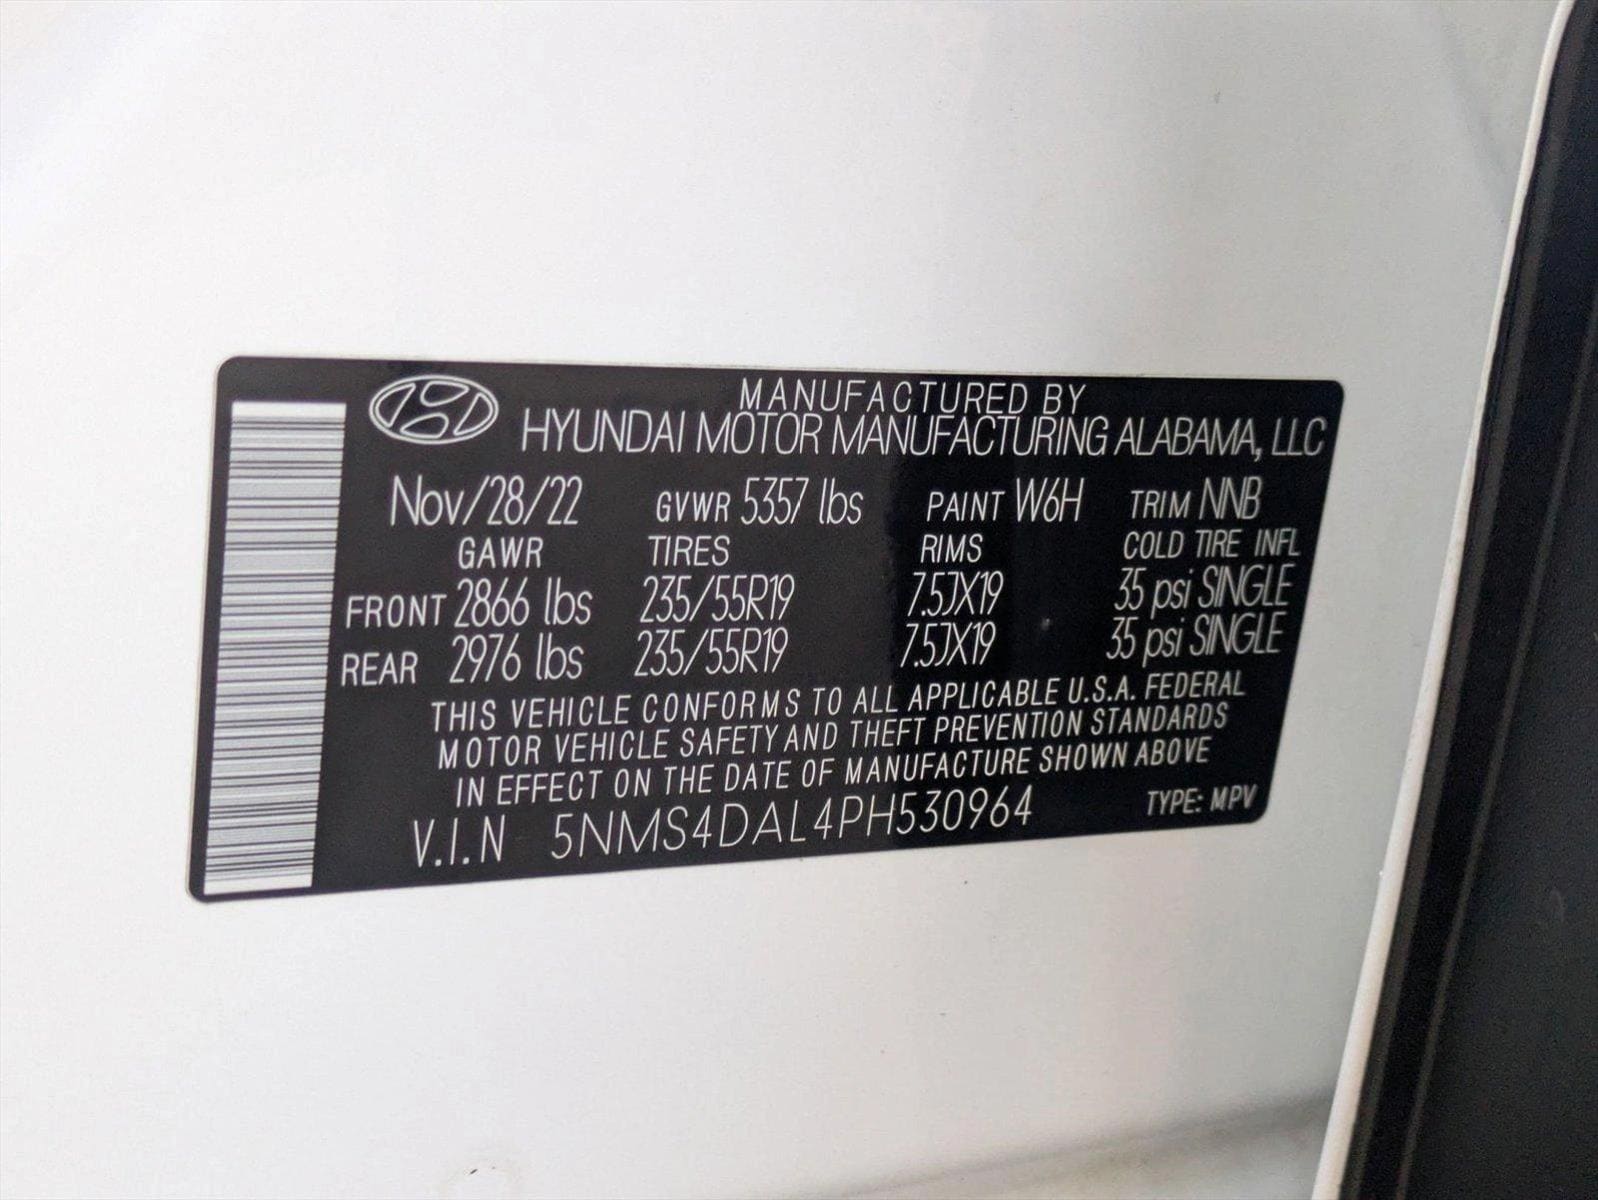 MANUFACTURED BY
HYUNDAI MOTOR MANUFACTURING ALABAMA, LLC
Nov/28/22 GVWR 5357 lbs PAINT W6H TRIM NNB
GAWR TIRES RIMS COLD TIRE INFL
FRONT 2866 lbs 235/55R19 7.5JX19 35 psi SINGLE
REAR 2976 lbs 235/55R19 7.5JX19 35 psi SINGLE
THIS VEHICLE CONFORMS TO ALL APPLICABLE U.S.A. FEDERAL
MOTOR VEHICLE SAFETY AND THEFT PREVENTION STANDARDS
IN EFFECT ON THE DATE OF MANUFACTURE SHOWN ABOVE
V.I.N 5NMS4DAL4PH530964 TYPE: MPV